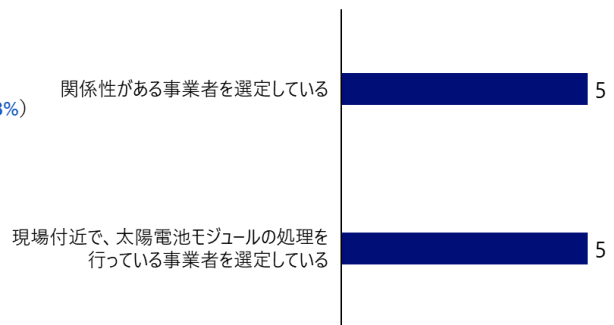 関係性がある事業者を選定している
5
%）
現場付近で、太陽電池モジュールの処理を
行っている事業者を選定している
5